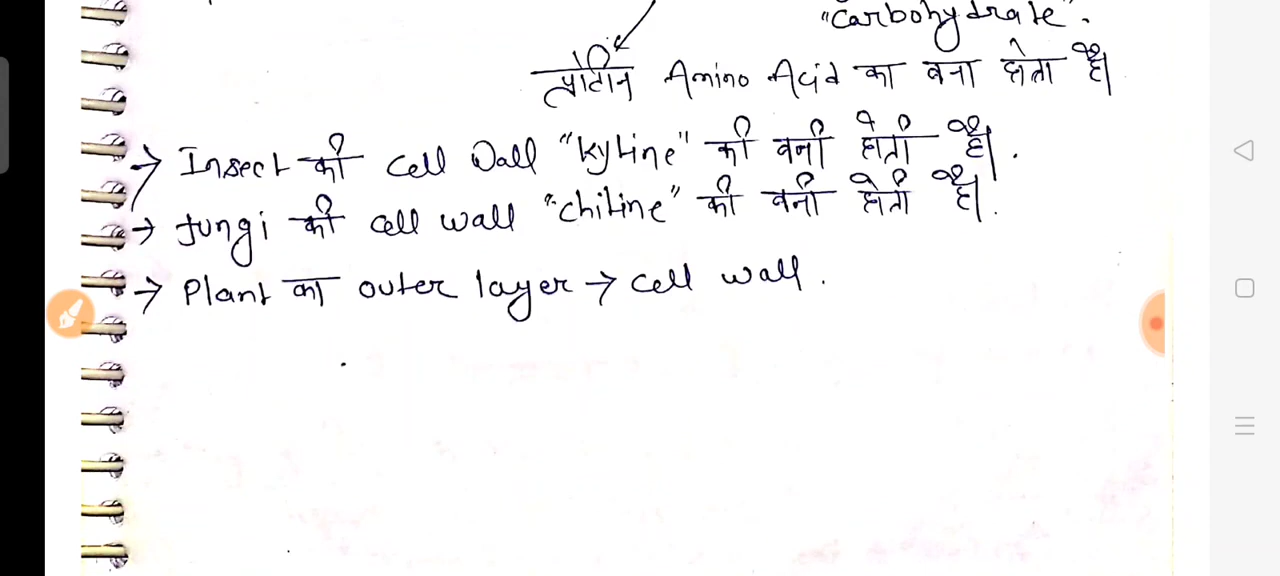 "Carbohydrate".
प्रोटीन Amino Acid का बना होता है।
→ Insect की cell wall "kytine" की बनी होती है।.
→ fungi की cell wall "chitine" की बनी होती है।.
→ Plant का outer layer → cell wall.